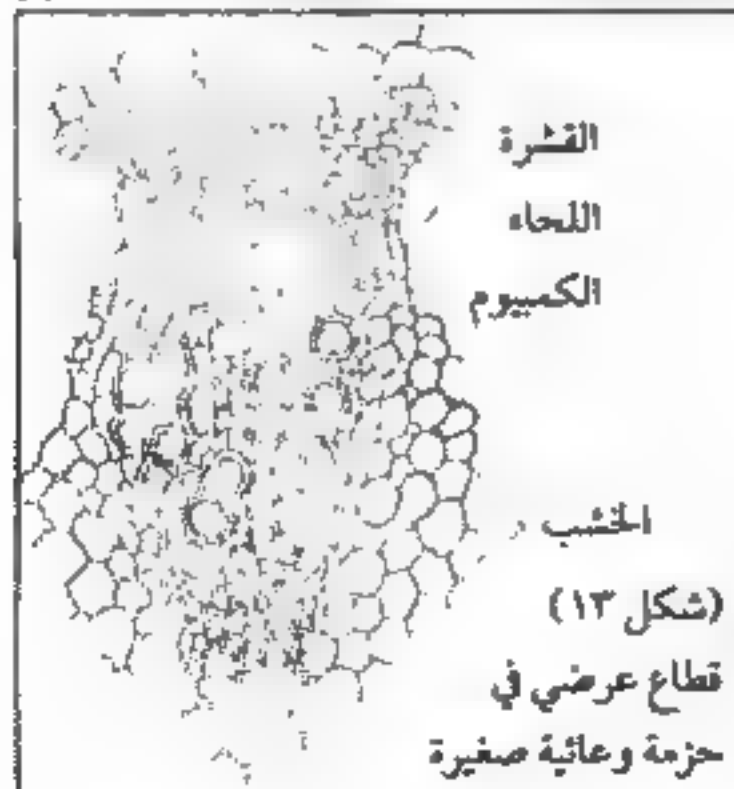 القشرة
اللحاء
الكمبيوم
الخشب
(شكل ١٣)
قطاع عرضي في
حزمة وعائية صغيرة